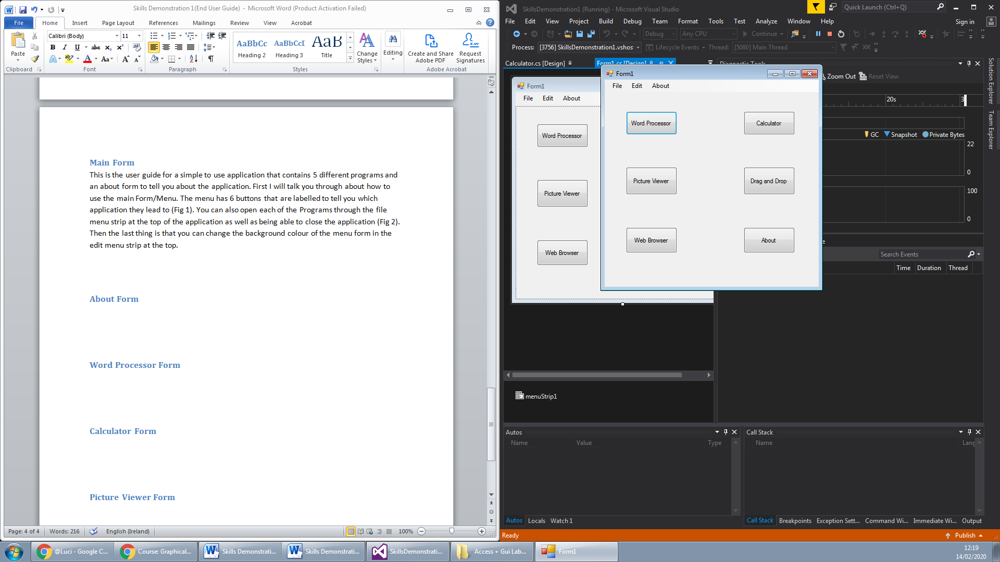 Skills Demonstration 1(End User Guide) - Microsoft Word (Product Activation Failed)
File Home Insert Page Layout References Mailings Review View Acrobat
Calibri (Body) 11
Paste
AaBbCc AaBbCcI AaB
Heading 2 Heading 3 Title
Change Styles
Editing
Create and Share Adobe PDF
Request Signatures
Clipboard Font Paragraph Styles Adobe Acrobat
Main Form
This is the user guide for a simple to use application that contains 5 different programs and
an about form to tell you about the application. First I will talk you through about how to
use the main Form/Menu. The menu has 6 buttons that are labelled to tell you which
application they lead to (Fig 1). You can also open each of the Programs through the file
menu strip at the top of the application as well as being able to close the application (Fig 2).
Then the last thing is that you can change the background colour of the menu form in the
edit menu strip at the top.
About Form
Word Processor Form
Calculator Form
Picture Viewer Form
Page: 4 of 4 Words: 216 English (Ireland) 100%
SkillsDemonstration1 (Running) - Microsoft Visual Studio
Quick Launch (Ctrl+Q)
File Edit View Project Build Debug Team Format Tools Test Analyze Window Help
Sign in
Debug Any CPU Continue
Process: [3756] SkillsDemonstration1.vshos Lifecycle Events Thread: [5080] Main Thread
Calculator.cs [Design] Form1.cs [Design]
Diagnostic Tools
Form1
File Edit About
Word Processor
Picture Viewer
Web Browser
Form1
File Edit About
Word Processor Calculator
Picture Viewer Drag and Drop
Web Browser About
Zoom Out Reset View
20s 3
GC Snapshot Private Bytes
22
0
100
0
e
Search Events
Time Duration Thread
Solution Explorer
Team Explorer
menuStrip1
Autos
Name Value Type
Autos Locals Watch 1
Call Stack
Name Lang
Call Stack Breakpoints Exception Sett... Command Wi... Immediate Wi... Output
Ready
Publish
@Luci - Google C... Course: Graphical... Skills Demonstrati... Skills Demonstrati... SkillsDemonstrati... Access + Gui Lab... Form1
12:19
14/02/2020